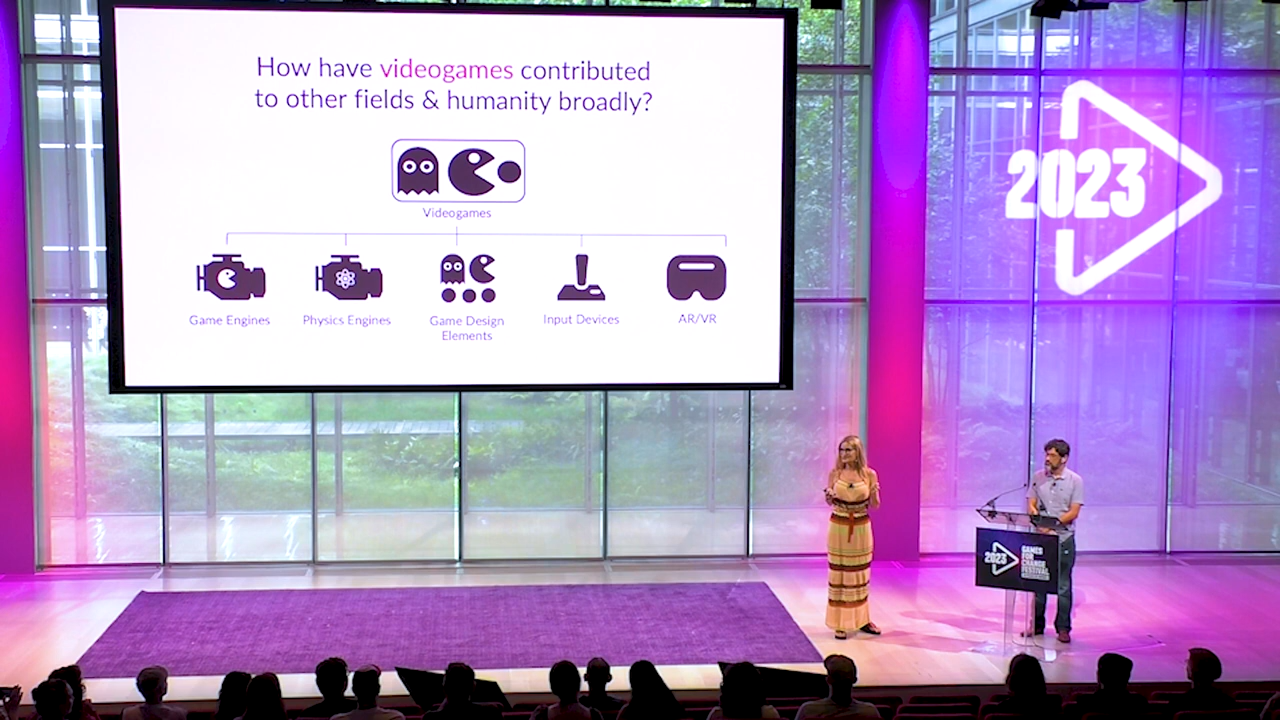 How have videogames contributed
to other fields & humanity broadly?
Videogames
Game Engines
Physics Engines
Game Design
Elements
Input Devices
AR/VR
2023
2023
GAMES
FOR
CHANGE
FESTIVAL